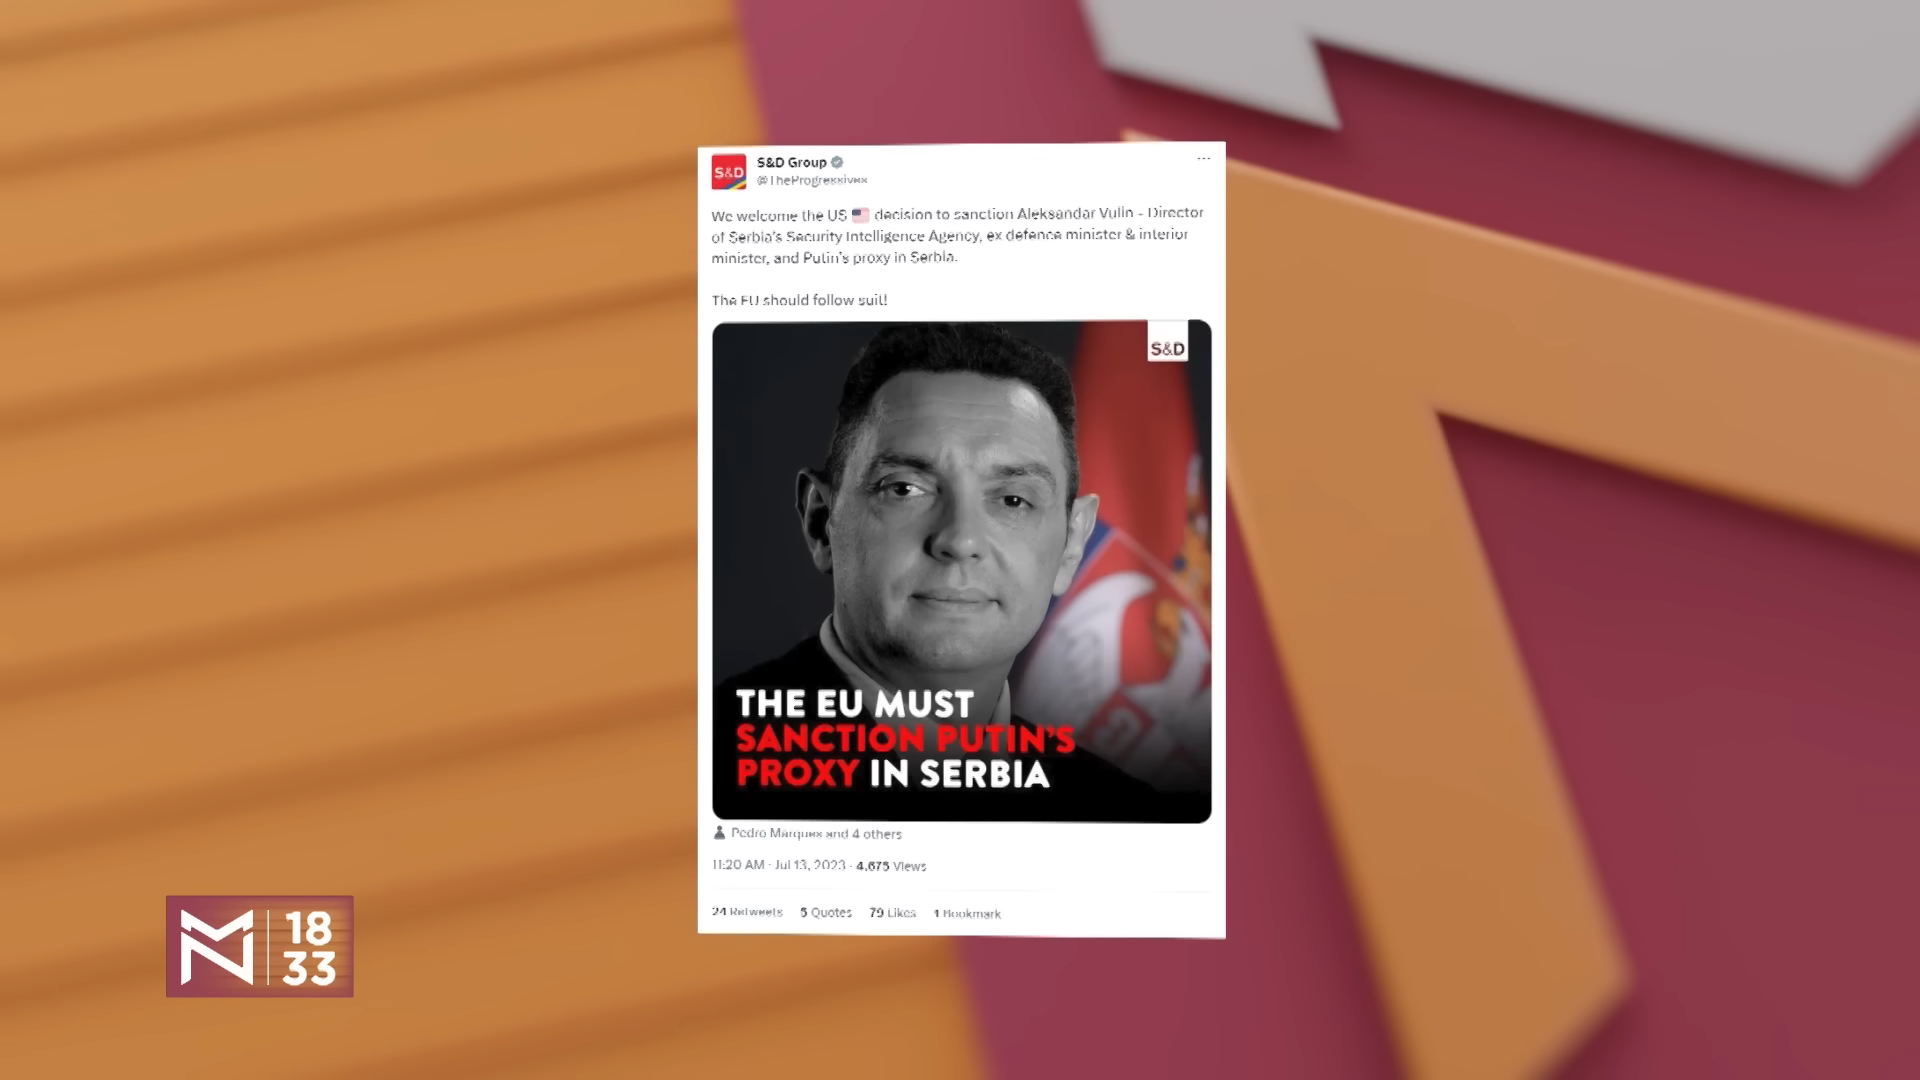 S&D
S&D Group
@TheProgressives
We welcome the US decision to sanction Aleksandar Vulin - Director
of Serbia's Security Intelligence Agency, ex defence minister & interior
minister, and Putin's proxy in Serbia.
The EU should follow suit!
S&D
THE EU MUST
SANCTION PUTIN'S
PROXY IN SERBIA
Pedro Marques and 4 others
11:20 AM · Jul 13, 2023 · 4,675 Views
24 Retweets 5 Quotes 79 Likes 1 Bookmark
18
33